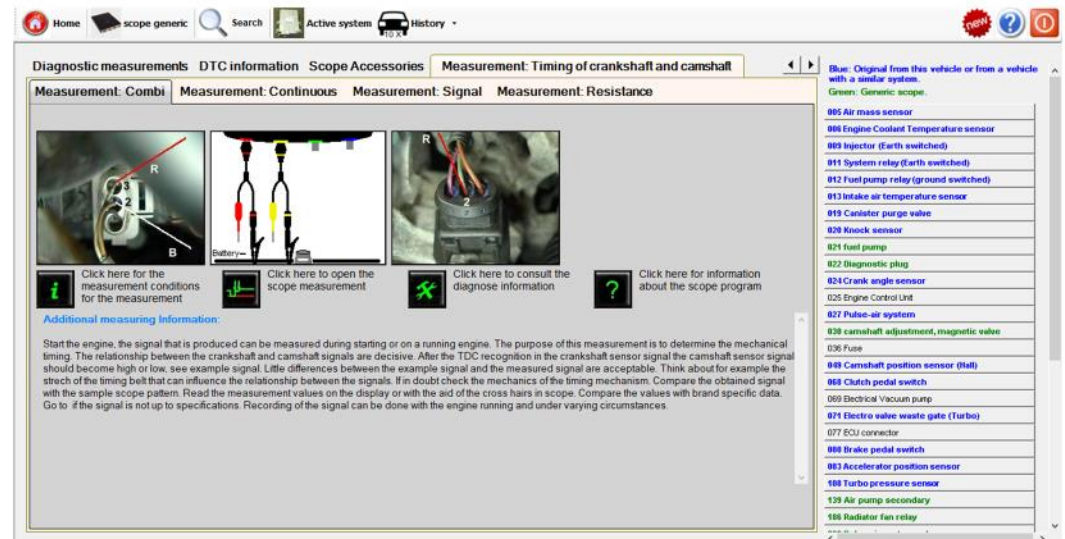 Home scope generic Search Active system 10 X History
new ?
Diagnostic measurements DTC information Scope Accessories Measurement: Timing of crankshaft and camshaft
Measurement: Combi Measurement: Continuous Measurement: Signal Measurement: Resistance
R
3
2
B
Battery-
R
2
Click here for the
measurement conditions
for the measurement
Click here to open the
scope measurement
Click here to consult the
diagnose information
Click here for information
about the scope program
Additional measuring Information:
Start the engine, the signal that is produced can be measured during starting or on a running engine. The purpose of this measurement is to determine the mechanical
timing. The relationship between the crankshaft and camshaft signals are decisive. After the TDC recognition in the crankshaft sensor signal the camshaft sensor signal
should become high or low, see example signal. Little differences between the example signal and the measured signal are acceptable. Think about for example the
strech of the timing belt that can influence the relationship between the signals. If in doubt check the mechanics of the timing mechanism. Compare the obtained signal
with the sample scope pattern. Read the measurement values on the display or with the aid of the cross hairs in scope. Compare the values with brand specific data.
Go to if the signal is not up to specifications. Recording of the signal can be done with the engine running and under varying circumstances.
Blue: Original from this vehicle or from a vehicle
with a similar system.
Green: Generic scope.
005 Air mass sensor
006 Engine Coolant Temperature sensor
009 Injector (Earth switched)
011 System relay (Earth switched)
012 Fuel pump relay (ground switched)
013 Intake air temperature sensor
019 Canister purge valve
020 Knock sensor
021 fuel pump
022 Diagnostic plug
024 Crank angle sensor
025 Engine Control Unit
027 Pulse-air system
030 camshaft adjustment, magnetic valve
036 Fuse
049 Camshaft position sensor (Hall)
068 Clutch pedal switch
069 Electrical Vacuum pump
071 Electro valve waste gate (Turbo)
077 ECU connector
080 Brake pedal switch
083 Accelerator position sensor
108 Turbo pressure sensor
139 Air pump secondary
186 Radiator fan relay